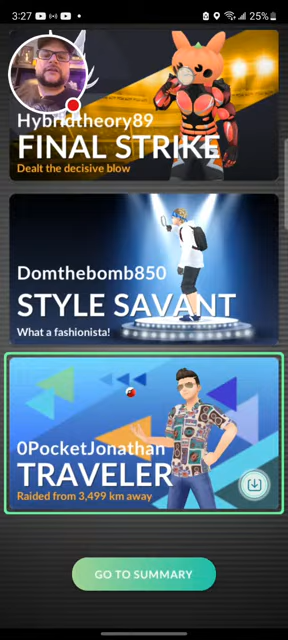 3:27
25%
Hybridtheory89
FINAL STRIKE
Dealt the decisive blow
Domthebomb850
STYLE SAVANT
What a fashionista!
0PocketJonathan
TRAVELER
Raided from 3,499 km away
GO TO SUMMARY